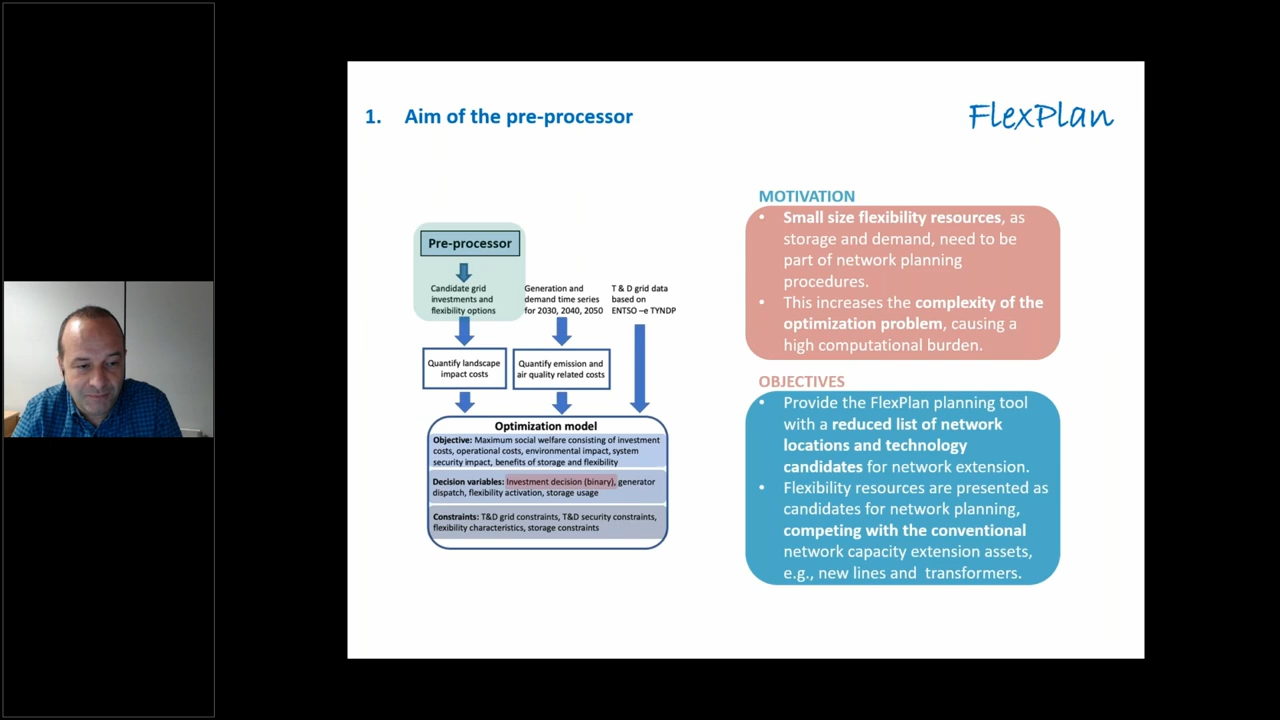 1. Aim of the pre-processor
FlexPlan
Pre-processor
Candidate grid
investments and
flexibility options
Generation and
demand time series
for 2030, 2040, 2050
T & D grid data
based on
ENTSO –e TYNDP
Quantify landscape
impact costs
Quantify emission and
air quality related costs
Optimization model
Objective: Maximum social welfare consisting of investment
costs, operational costs, environmental impact, system
security impact, benefits of storage and flexibility
Decision variables: Investment decision (binary), generator
dispatch, flexibility activation, storage usage
Constraints: T&D grid constraints, T&D security constraints,
flexibility characteristics, storage constraints
MOTIVATION
• Small size flexibility resources, as
storage and demand, need to be
part of network planning
procedures.
• This increases the complexity of the
optimization problem, causing a
high computational burden.
OBJECTIVES
• Provide the FlexPlan planning tool
with a reduced list of network
locations and technology
candidates for network extension.
• Flexibility resources are presented as
candidates for network planning,
competing with the conventional
network capacity extension assets,
e.g., new lines and transformers.